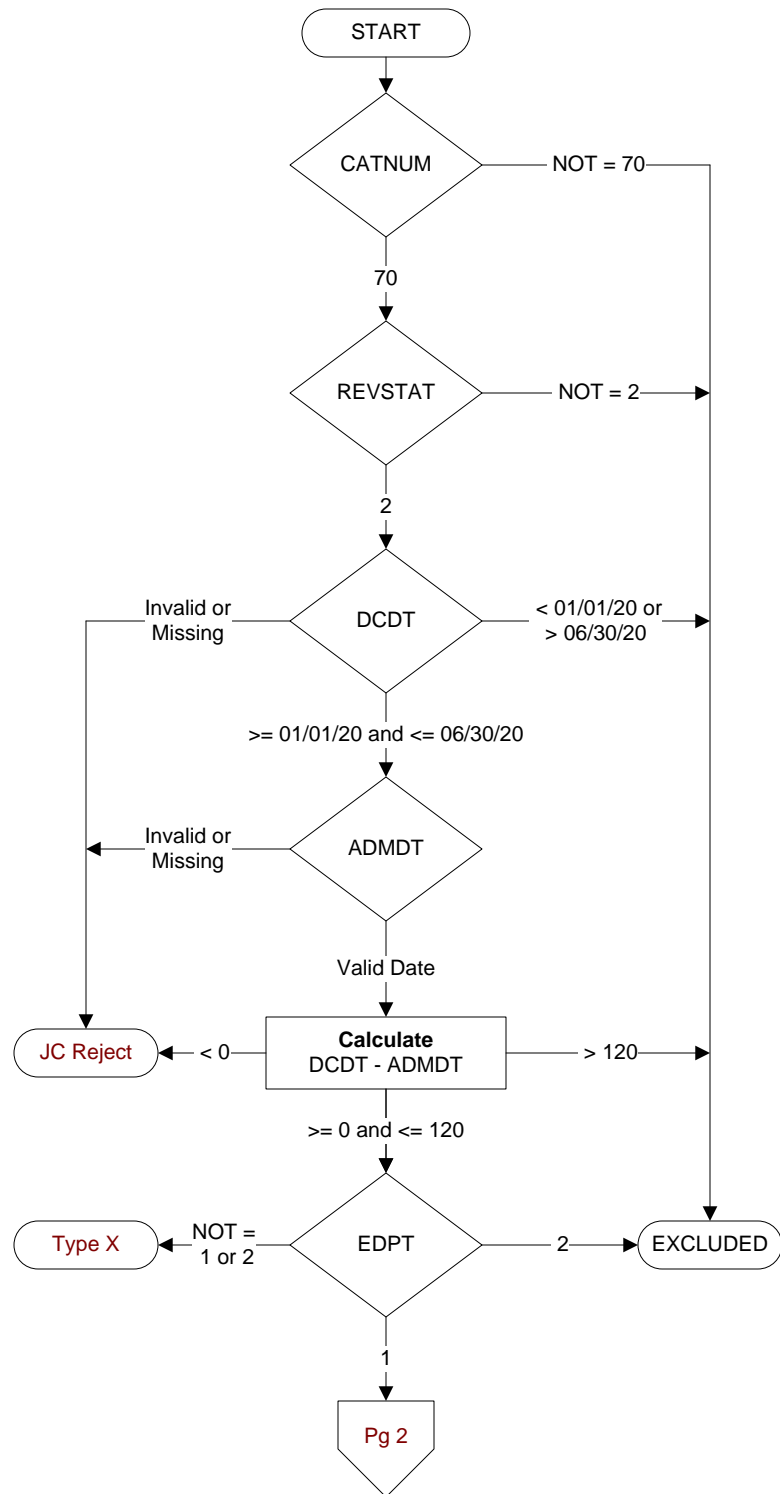 START
CATNUM
NOT = 70
70
REVSTAT
NOT = 2
2
Invalid or
Missing
DCDT
< 01/01/20 or
> 06/30/20
>= 01/01/20 and <= 06/30/20
Invalid or
Missing
ADMDT
Valid Date
JC Reject
< 0
Calculate
DCDT - ADMDT
> 120
>= 0 and <= 120
Type X
NOT =
1 or 2
EDPT
2
EXCLUDED
1
Pg 2